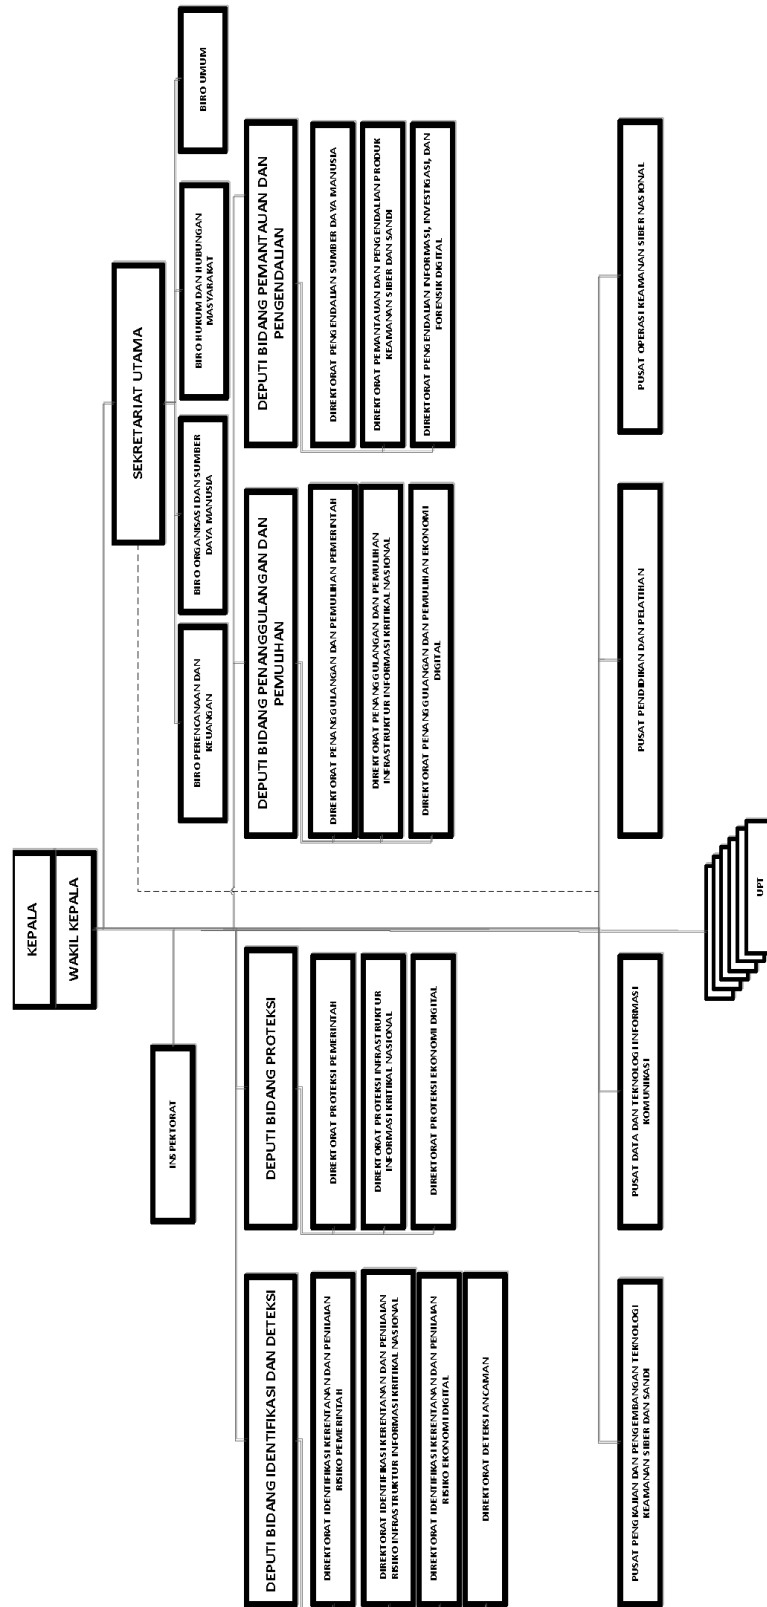 KEPALA
WAKIL KEPALA
INSPEKTORAT
SEKRETARIAT UTAMA
BIRO PERENCANAAN DAN
KEUANGAN
BIRO ORGANISASI DAN SUMBER
DAYA MANUSIA
BIRO HUKUM DAN HUBUNGAN
MASYARAKAT
BIRO UMUM
DEPUTI BIDANG IDENTIFIKASI DAN DETEKSI
DIREKTORAT IDENTIFIKASI KERENTANAN DAN PENILAIAN
RISIKO PEMERINTAH
DIREKTORAT IDENTIFIKASI KERENTANAN DAN PENILAIAN
RISIKO INFRASTRUKTUR INFORMASI KRITIKAL NASIONAL
DIREKTORAT IDENTIFIKASI KERENTANAN DAN PENILAIAN
RISIKO EKONOMI DIGITAL
DIREKTORAT DETEKSI ANCAMAN
DEPUTI BIDANG PROTEKSI
DIREKTORAT PROTEKSI PEMERINTAH
DIREKTORAT PROTEKSI INFRASTRUKTUR
INFORMASI KRITIKAL NASIONAL
DIREKTORAT PROTEKSI EKONOMI DIGITAL
DEPUTI BIDANG PENANGGULANGAN DAN
PEMULIHAN
DIREKTORAT PENANGGULANGAN DAN PEMULIHAN PEMERINTAH
DIREKTORAT PENANGGULANGAN DAN PEMULIHAN
INFRASTRUKTUR INFORMASI KRITIKAL NASIONAL
DIREKTORAT PENANGGULANGAN DAN PEMULIHAN EKONOMI
DIGITAL
DEPUTI BIDANG PEMANTAUAN DAN
PENGENDALIAN
DIREKTORAT PENGENDALIAN SUMBER DAYA MANUSIA
DIREKTORAT PEMANTAUAN DAN PENGENDALIAN PRODUK
KEAMANAN SIBER DAN SANDI
DIREKTORAT PENGENDALIAN INFORMASI, INVESTIGASI, DAN
FORENSIK DIGITAL
PUSAT PENGKAJIAN DAN PENGEMBANGAN TEKNOLOGI
KEAMANAN SIBER DAN SANDI
PUSAT DATA DAN TEKNOLOGI INFORMASI
KOMUNIKASI
PUSAT PENDIDIKAN DAN PELATIHAN
PUSAT OPERASI KEAMANAN SIBER NASIONAL
UPT